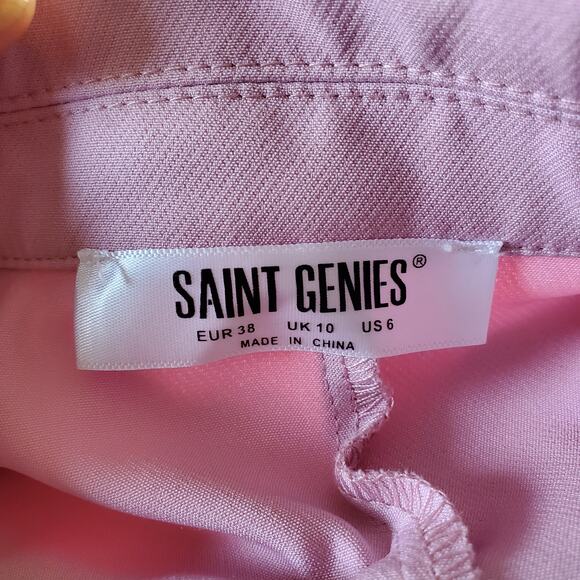 SAINT GENIES®
EUR 38 UK 10 US 6
MADE IN CHINA